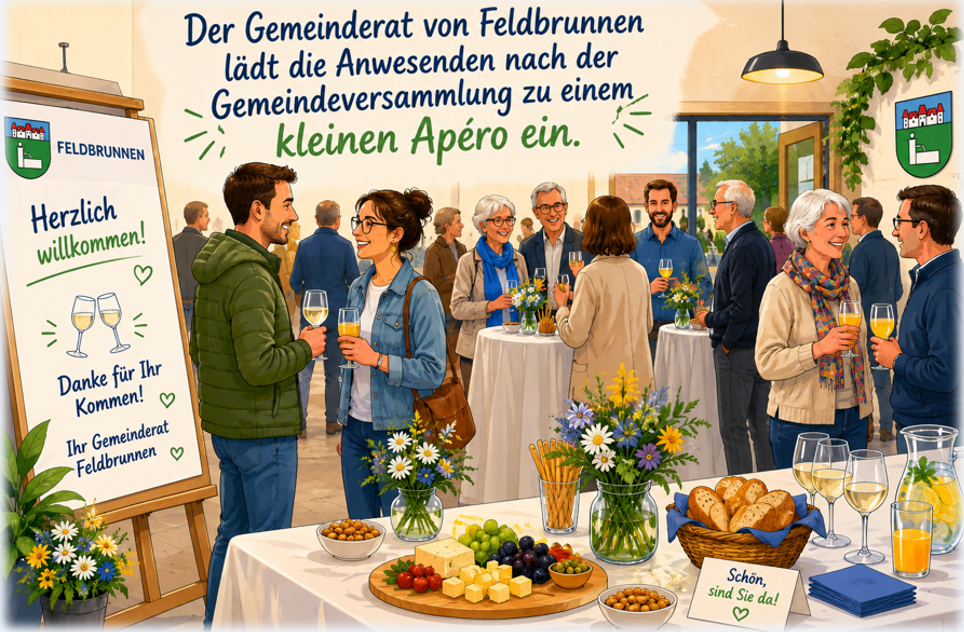 Der Gemeinderat von Feldbrunnen
lädt die Anwesenden nach der
Gemeindeversammlung zu einem
kleinen Apéro ein.
FELDBRUNNEN
Herzlich
willkommen!
Danke für Ihr
Kommen!
Ihr Gemeinderat
Feldbrunnen
Schön,
sind Sie da!